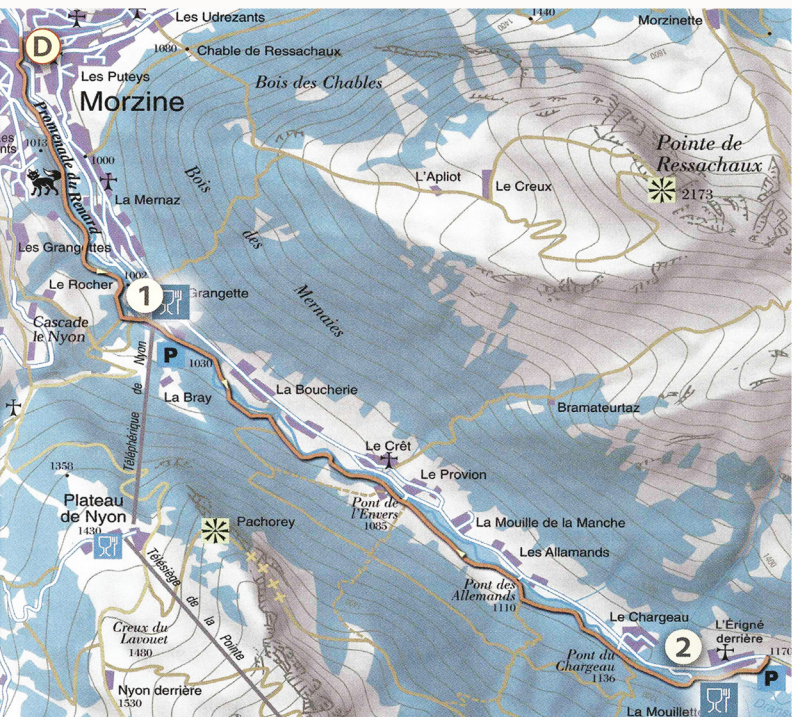 Les Udrezants
1440
Morzinette
D
1080
Chable de Ressachaux
1600
Les Puteys
Bois des Chables
Morzine
Promenade du Renard
1013
1000
Pointe de
Ressachaux
2173
Bois
des
Mernaies
L'Apliot
Le Creux
La Mernaz
Les Grangettes
1002
Le Rocher
1
Grangette
Cascade
le Nyon
P
1030
Téléphérique de Nyon
La Bray
La Boucherie
Bramaturtaz
Le Crêt
Le Provion
1358
Plateau
de Nyon
1430
Pachorey
Pont de
l'Envers
1085
La Mouille de la Manche
Les Allamands
Télésiège de la Pointe
Pont des
Allemands
1110
1400
Creux du
Lavouet
1480
Le Chargeau
2
L'Érigné
derrière
1170
Pont du
Chargeau
1136
P
Nyon derrière
1530
La Mouillett